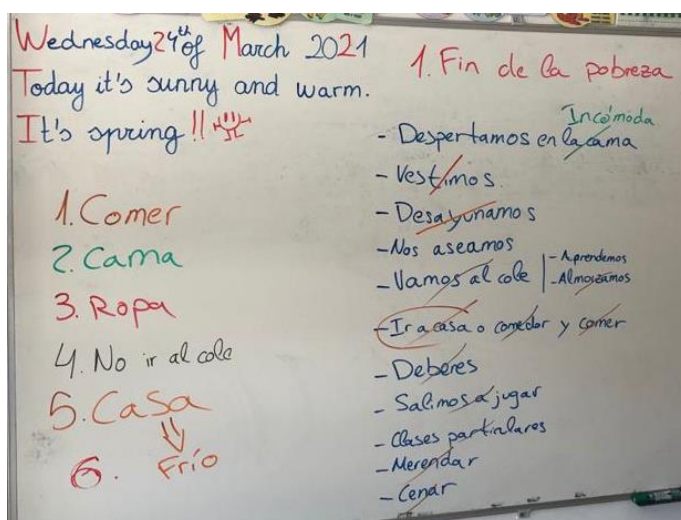 Wednesday 24th of March 2021
Today it's sunny and warm.
It's spring!!
1. Comer
2. Cama
3. Ropa
4. No ir al cole
5. Casa
⇓
6. Frío
1. Fin de la pobreza
Incómoda
- Despertamos en la cama
- Vestimos.
- Desayunamos
- Nos aseamos
- Vamos al cole | - Aprendemos
- Almorzamos
- Ir a casa o comedor y comer
- Deberes
- Salimos a jugar
- Clases particulares
- Merendar
- Cenar